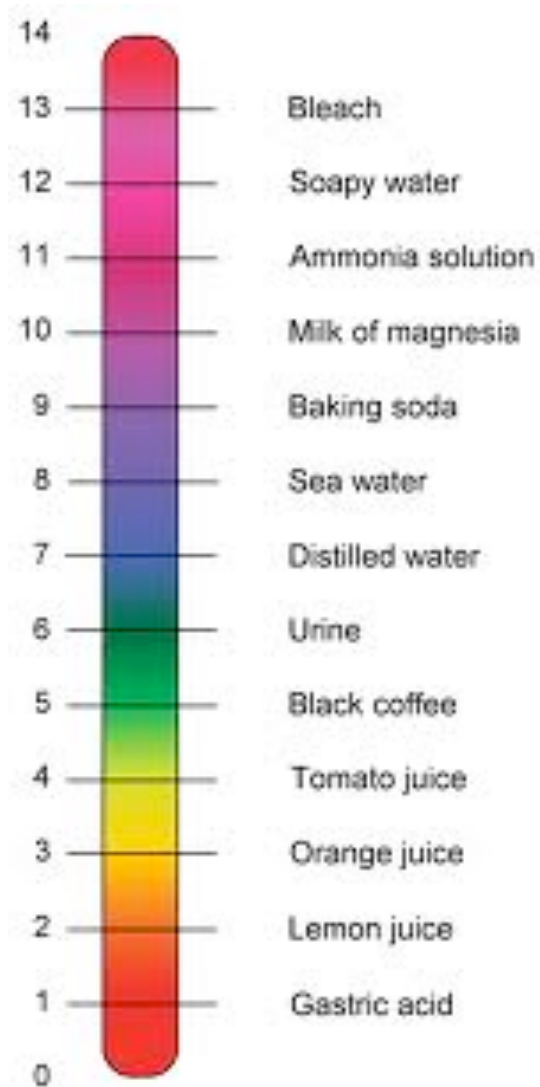 14
13 Bleach
12 Soapy water
11 Ammonia solution
10 Milk of magnesia
9 Baking soda
8 Sea water
7 Distilled water
6 Urine
5 Black coffee
4 Tomato juice
3 Orange juice
2 Lemon juice
1 Gastric acid
0